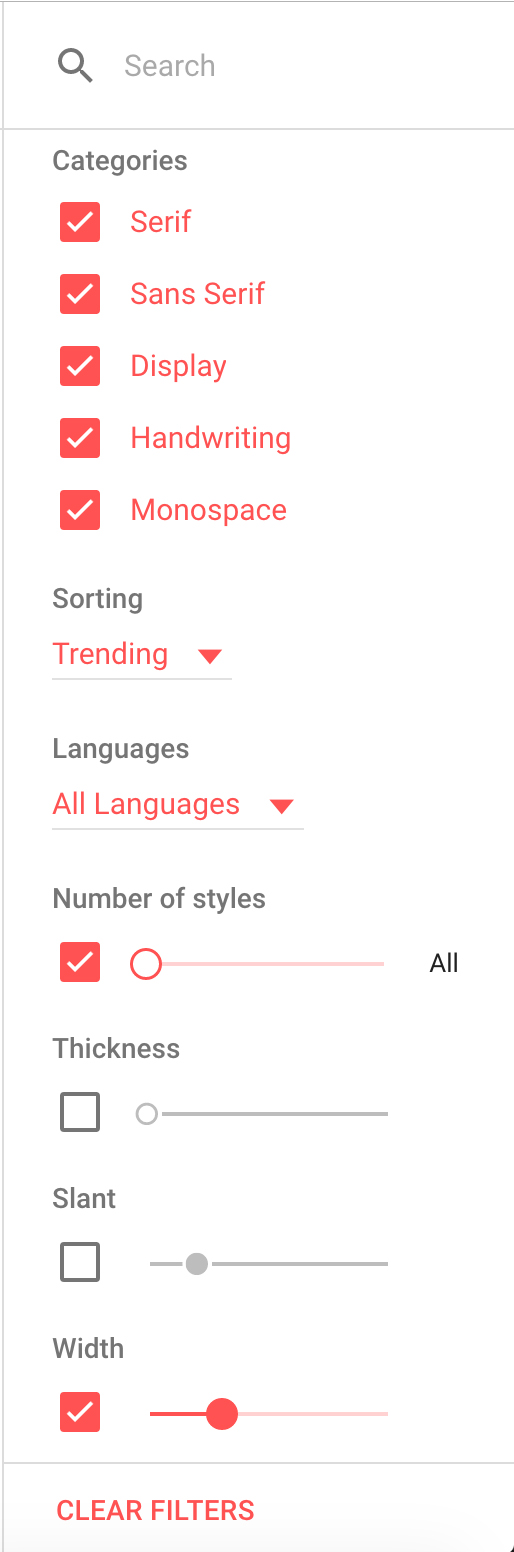 Search
Categories
Serif
Sans Serif
Display
Handwriting
Monospace
Sorting
Trending
Languages
All Languages
Number of styles
All
Thickness
Slant
Width
CLEAR FILTERS